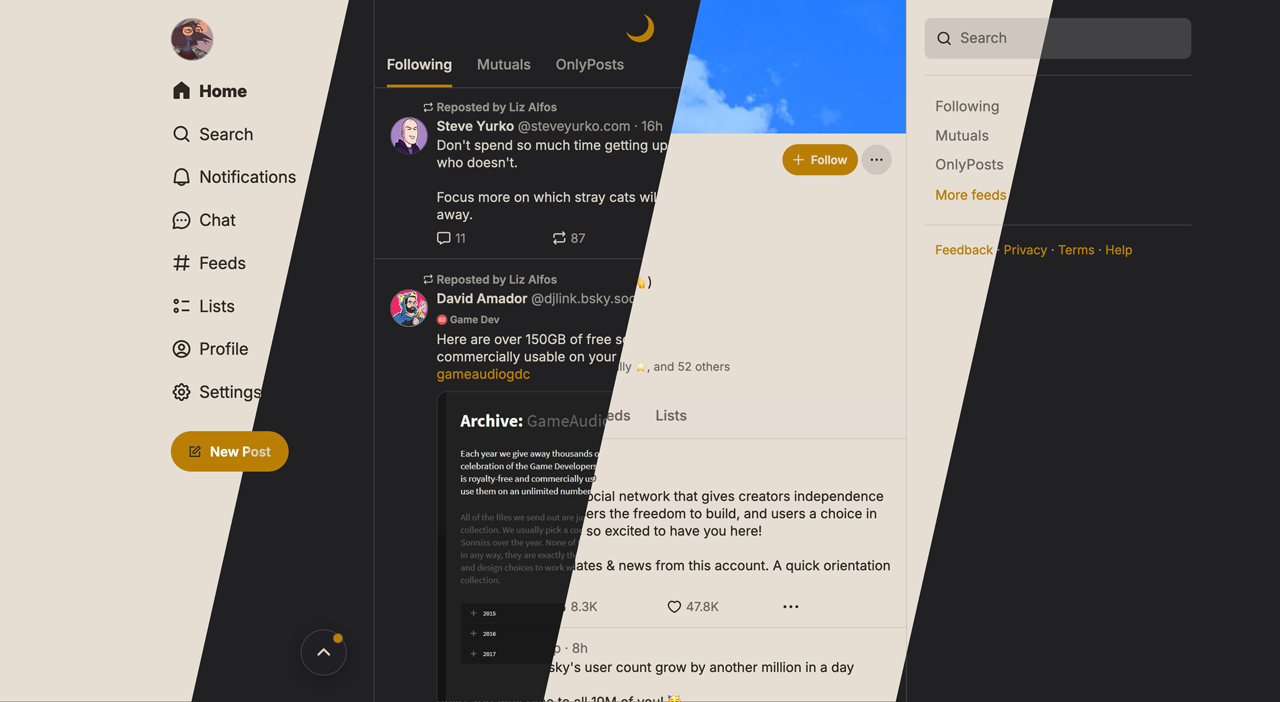 Home
Search
Notifications
Chat
Feeds
Lists
Profile
Settings
New Post
Following Mutuals OnlyPosts
Reposted by Liz Alfos
Steve Yurko @steveyurko.com · 16h
Don't spend so much time getting up
who doesn't.
Focus more on which stray cats wil
away.
11 87
Reposted by Liz Alfos
David Amador @djlink.bsky.soc
Game Dev
Here are over 150GB of free so
commercially usable on your
gameaudiogdc
Archive: GameAudio
Each year we give away thousands o
celebration of the Game Developers
is royalty-free and commercially us
use them on an unlimited number
All of the files we send out are ju
collection. We usually pick a cou
Sonniss over the year. None of
in any way, they are exactly th
and design choices to work w
collection.
+ 2015
+ 2016
+ 2017
+ Follow
)
lly ⭐, and 52 others
eds Lists
ocial network that gives creators independence
ers the freedom to build, and users a choice in
so excited to have you here!
dates & news from this account. A quick orientation
8.3K 47.8K
· 8h
sky's user count grow by another million in a day
e to all 19M of you! 🥳
Search
Following
Mutuals
OnlyPosts
More feeds
Feedback · Privacy · Terms · Help